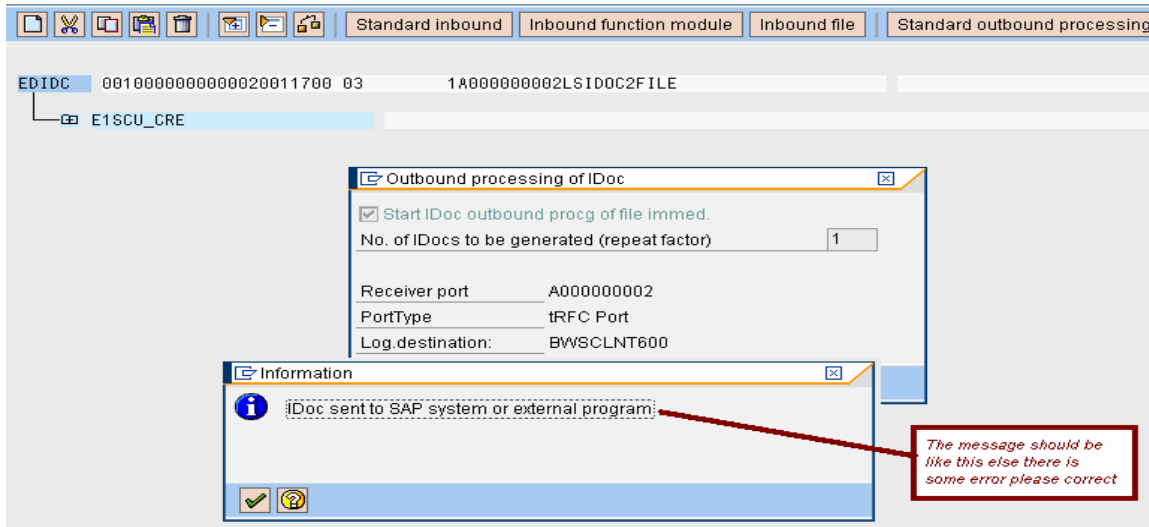 Standard inbound Inbound function module Inbound file Standard outbound processing
EDIDC 0010000000000020011700 03 1A000000002LSIDOC2FILE
E1SCU_CRE
Outbound processing of IDoc
Start IDoc outbound procg of file immed.
No. of IDocs to be generated (repeat factor) 1
Receiver port A000000002
PortType tRFC Port
Log.destination: BWSCLNT600
Information
IDoc sent to SAP system or external program
The message should be
like this else there is
some error please correct